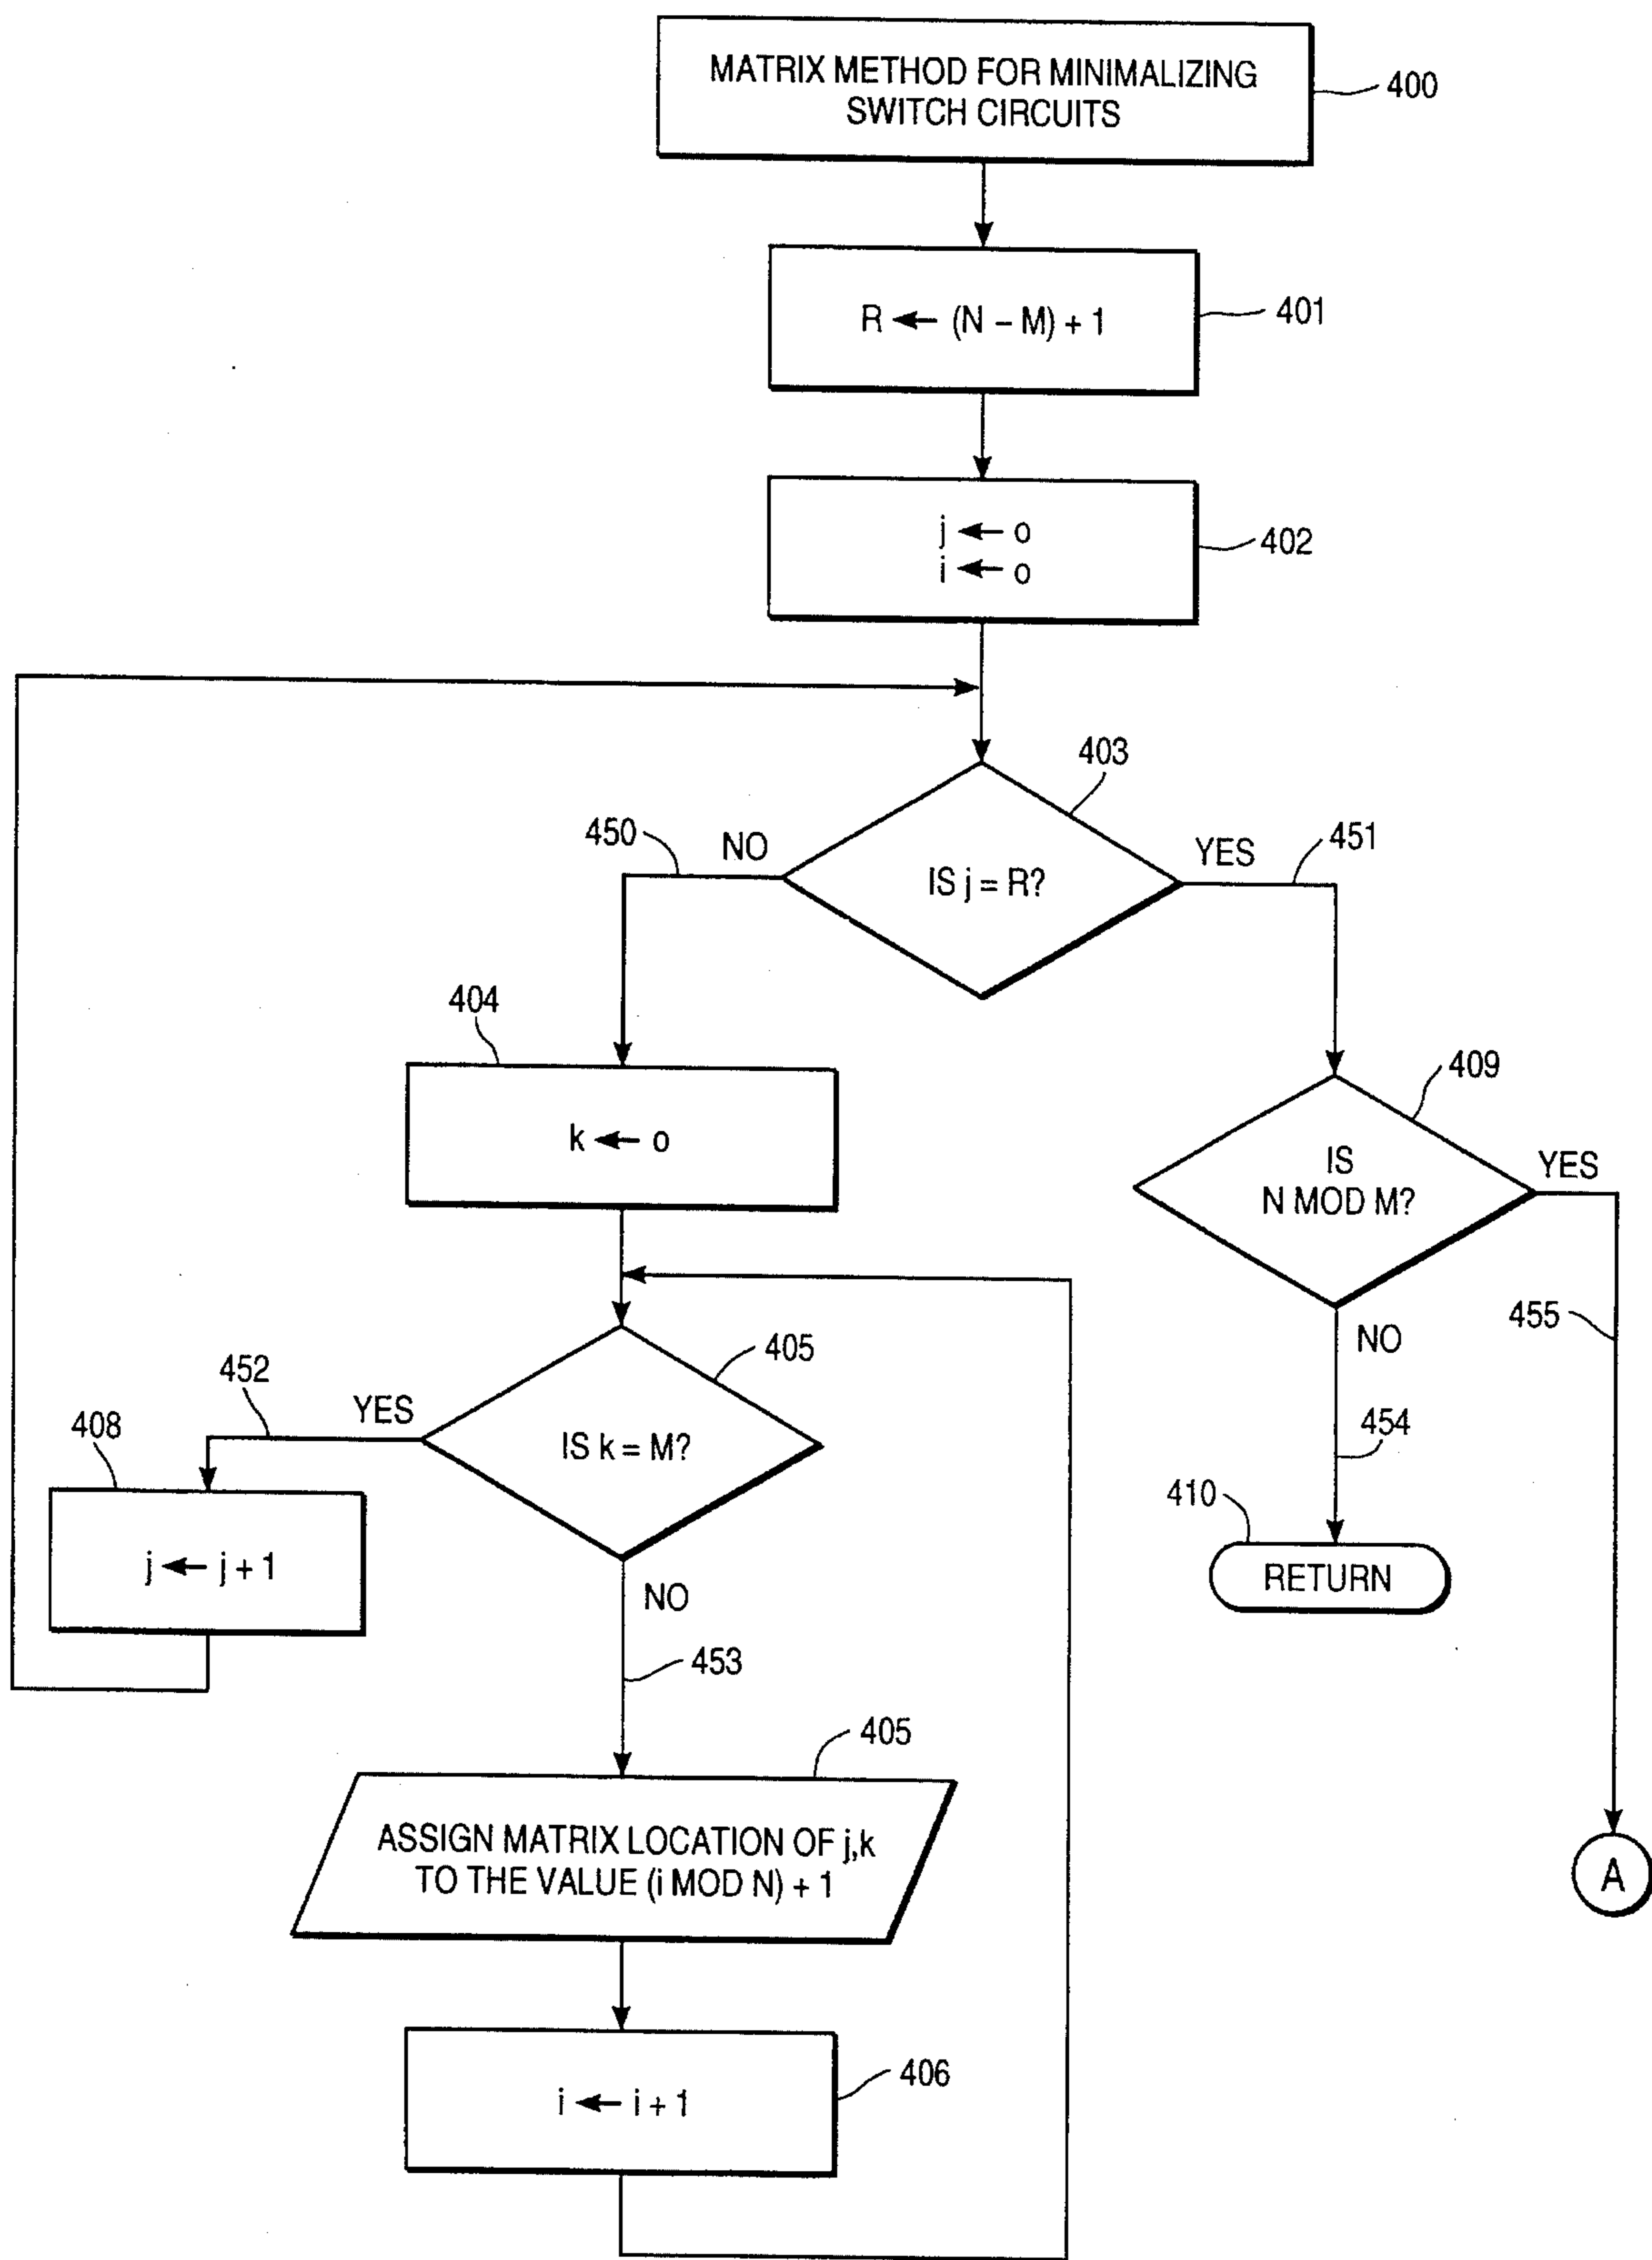 MATRIX METHOD FOR MINIMALIZING
SWITCH CIRCUITS
400
R ← (N – M) + 1
401
j ← o
i ← o
402
403
450
NO
IS j = R?
YES
451
404
k ← o
409
IS
N MOD M?
YES
455
NO
454
410
RETURN
A
405
452
YES
IS k = M?
408
j ← j + 1
NO
453
405
ASSIGN MATRIX LOCATION OF j,k
TO THE VALUE (i MOD N) + 1
i ← i + 1
406